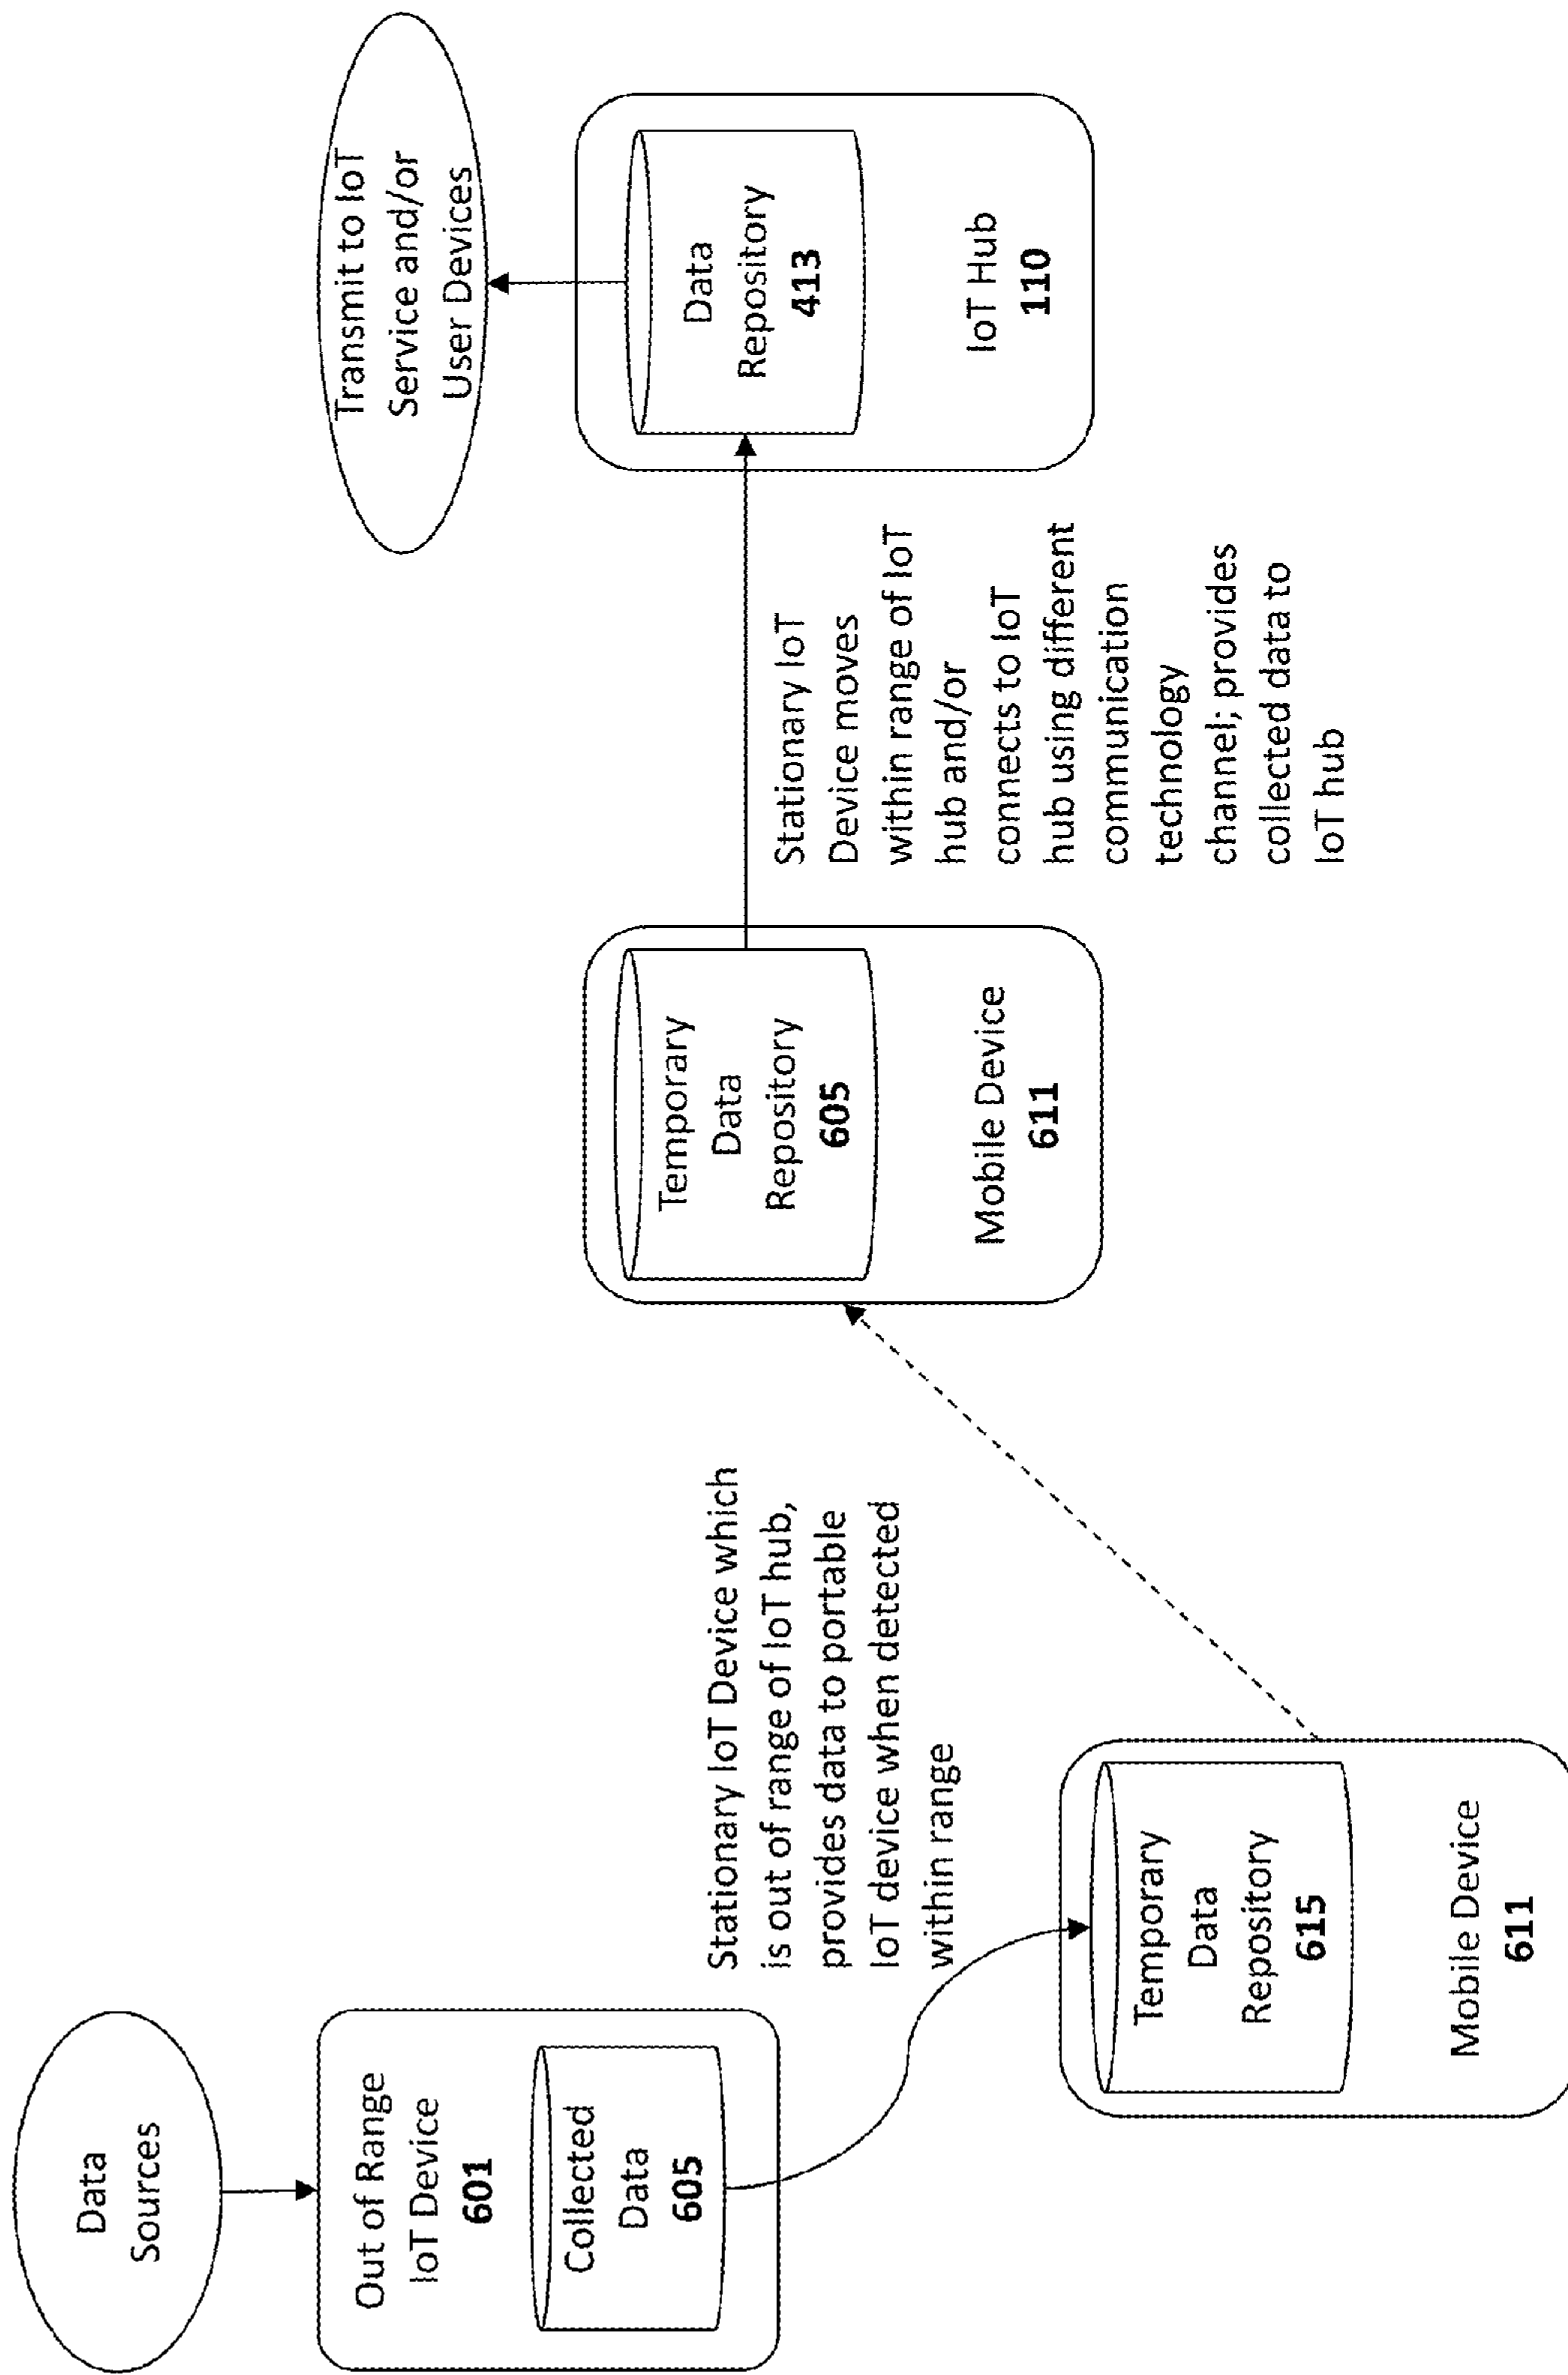 Data
Sources
Out of Range
IoT Device
601
Collected
Data
605
Stationary IoT Device which
is out of range of IoT hub,
provides data to portable
IoT device when detected
within range
Temporary
Data
Repository
615
Mobile Device
611
Temporary
Data
Repository
605
Mobile Device
611
Stationary IoT
Device moves
within range of IoT
hub and/or
connects to IoT
hub using different
communication
technology
channel; provides
collected data to
IoT hub
Transmit to IoT
Service and/or
User Devices
Data
Repository
413
IoT Hub
110